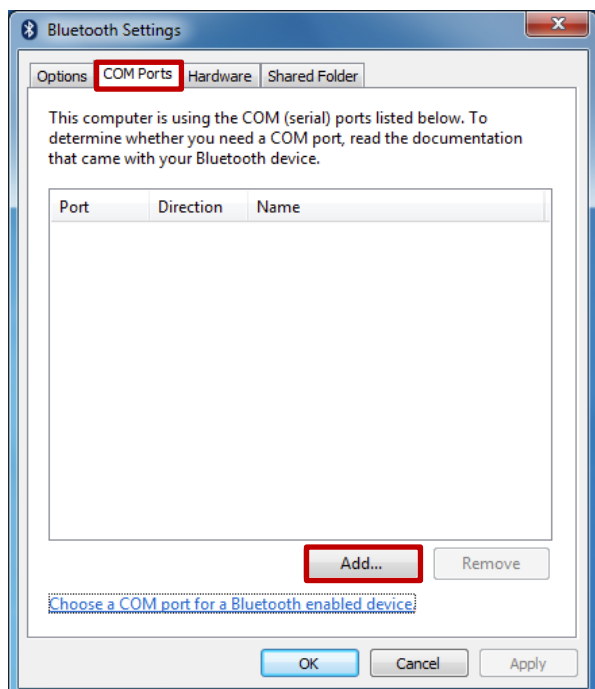 Bluetooth Settings
Options COM Ports Hardware Shared Folder
This computer is using the COM (serial) ports listed below. To
determine whether you need a COM port, read the documentation
that came with your Bluetooth device.
Port Direction Name
Add... Remove
Choose a COM port for a Bluetooth enabled device.
OK Cancel Apply